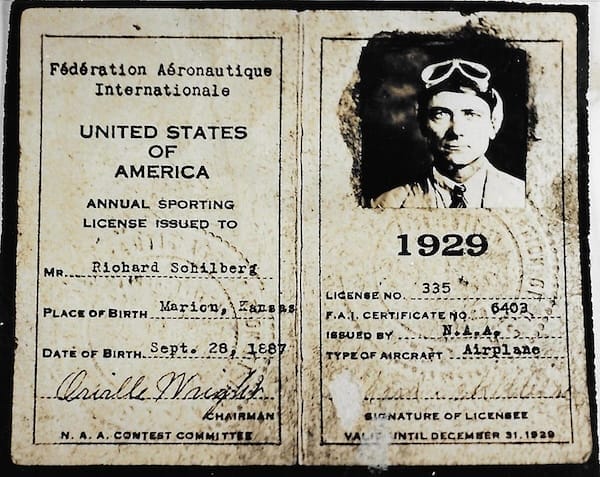 Fédération Aéronautique
Internationale
UNITED STATES
OF
AMERICA
ANNUAL SPORTING
LICENSE ISSUED TO
MR. Richard Schilberg
PLACE OF BIRTH Marion, Kansas
DATE OF BIRTH Sept. 28, 1887
Orville Wright
CHAIRMAN
N. A. A. CONTEST COMMITTEE
1929
LICENSE NO. 335
F.A.I. CERTIFICATE NO. 6403
ISSUED BY N.A.A.
TYPE OF AIRCRAFT Airplane
SIGNATURE OF LICENSEE
VALID UNTIL DECEMBER 31, 1929